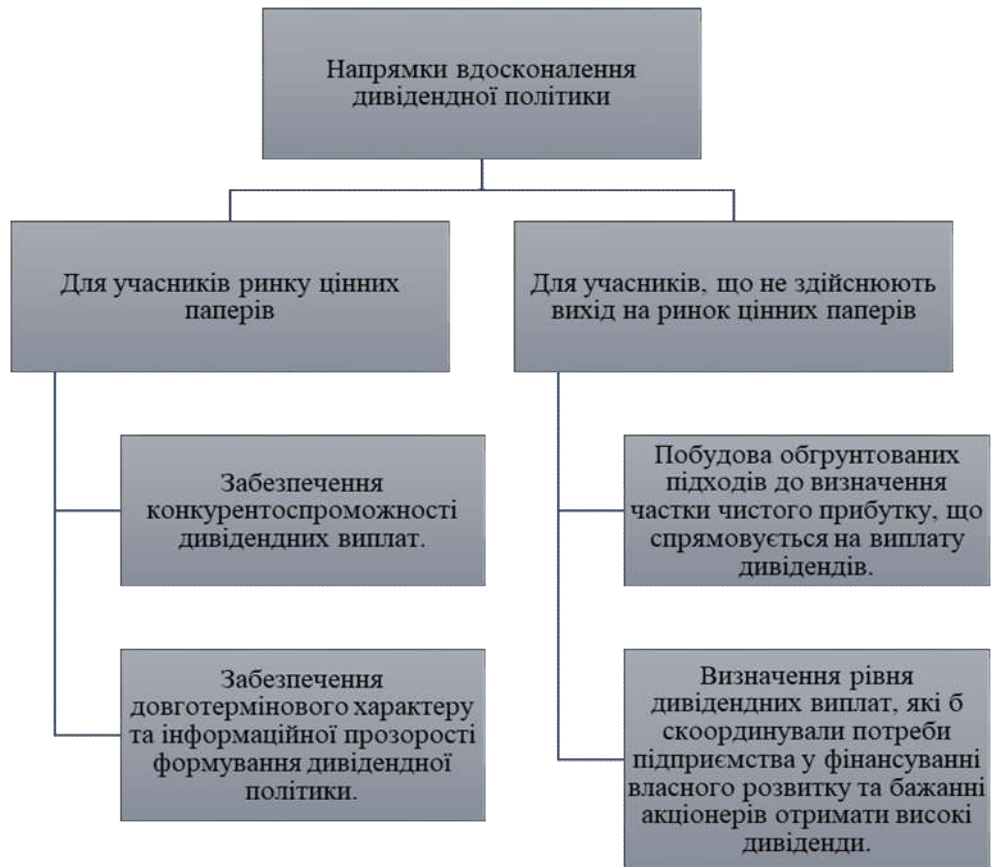 Напрямки вдосконалення
дивідендної політики
Для учасників ринку цінних
паперів
Для учасників, що не здійснюють
вихід на ринок цінних паперів
Забезпечення
конкурентоспроможності
дивідендних виплат.
Побудова обгрунтованих
підходів до визначення
частки чистого прибутку, що
спрямовується на виплату
дивідендів.
Забезпечення
довготермінового характеру
та інформаційної прозорості
формування дивідендної
політики.
Визначення рівня
дивідендних виплат, які б
скоординували потреби
підприємства у фінансуванні
власного розвитку та бажанні
акціонерів отримати високі
дивіденди.